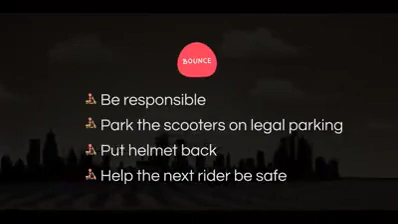 BOUNCE
Be responsible
Park the scooters on legal parking
Put helmet back
Help the next rider be safe